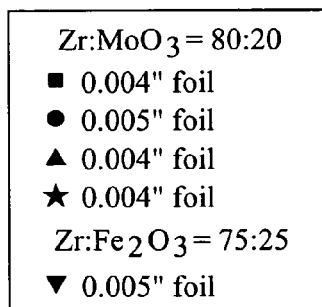 Zr:MoO3 = 80:20
■ 0.004" foil
● 0.005" foil
▲ 0.004" foil
★ 0.004" foil
Zr:Fe2O3 = 75:25
▼ 0.005" foil